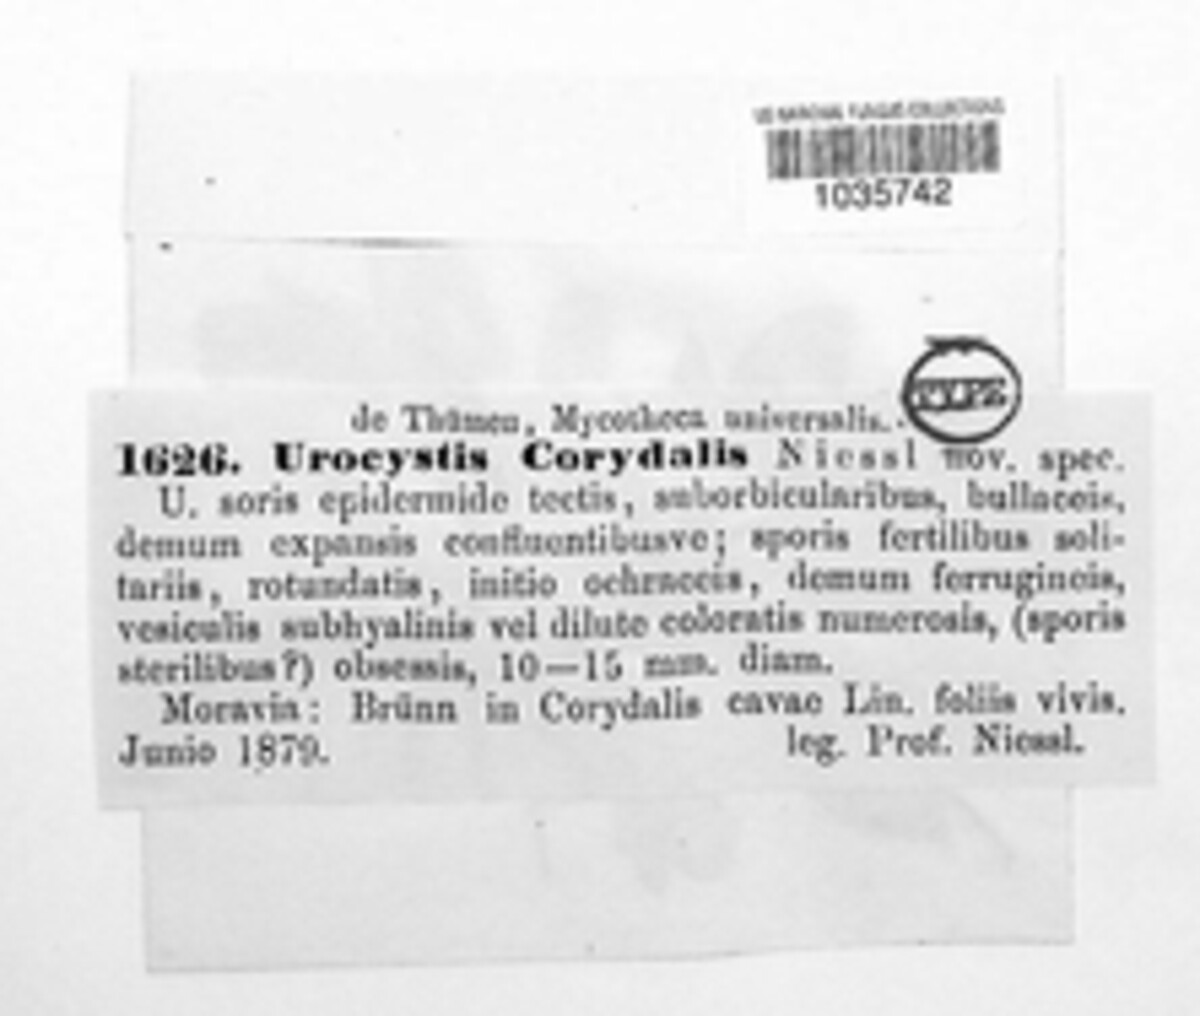 US NATIONAL FUNGUS COLLECTIONS
1035742
TYPE
de Thümen, Mycotheca universalis.
1626. Urocystis Corydalis Niessl nov. spec.
U. soris epidermide tectis, suborbicularibus, bullaceis,
demum expansis confluentibusve; sporis fertilibus soli-
tariis, rotundatis, initio ochraceis, demum ferrugineis,
vesiculis subhyalinis vel dilute coloratis numerosis, (sporis
sterilibus?) obsessis, 10—15 mm. diam.
Moravia: Brünn in Corydalis cavae Lin. foliis vivis.
Junio 1879. leg. Prof. Niessl.